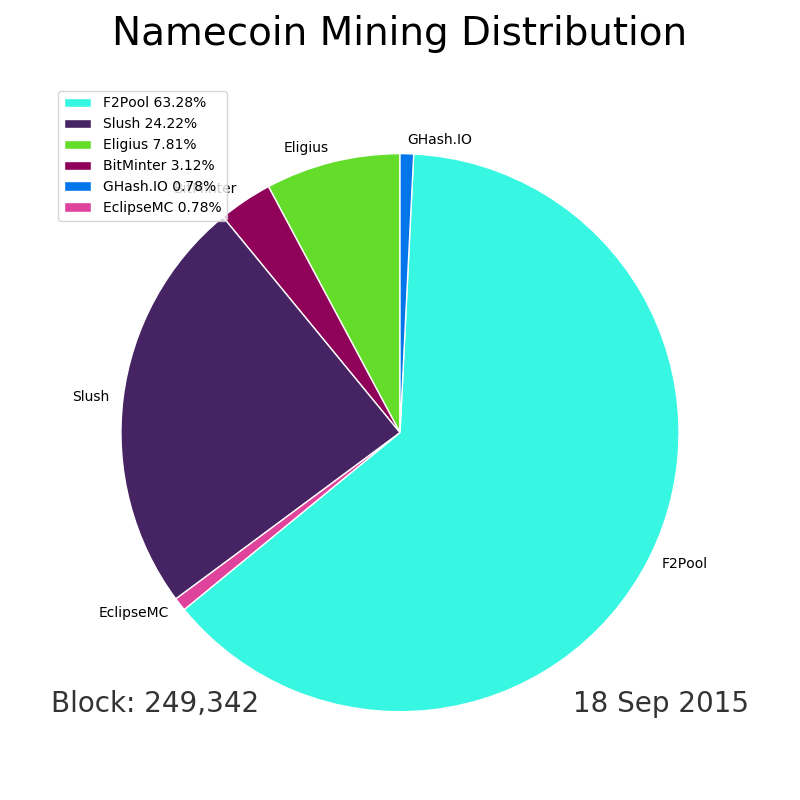 Namecoin Mining Distribution
F2Pool 63.28%
Slush 24.22%
Eligius 7.81%
BitMinter 3.12%
GHash.IO 0.78%
EclipseMC 0.78%
GHash.IO
Eligius
BitMinter
Slush
F2Pool
EclipseMC
Block: 249,342
18 Sep 2015